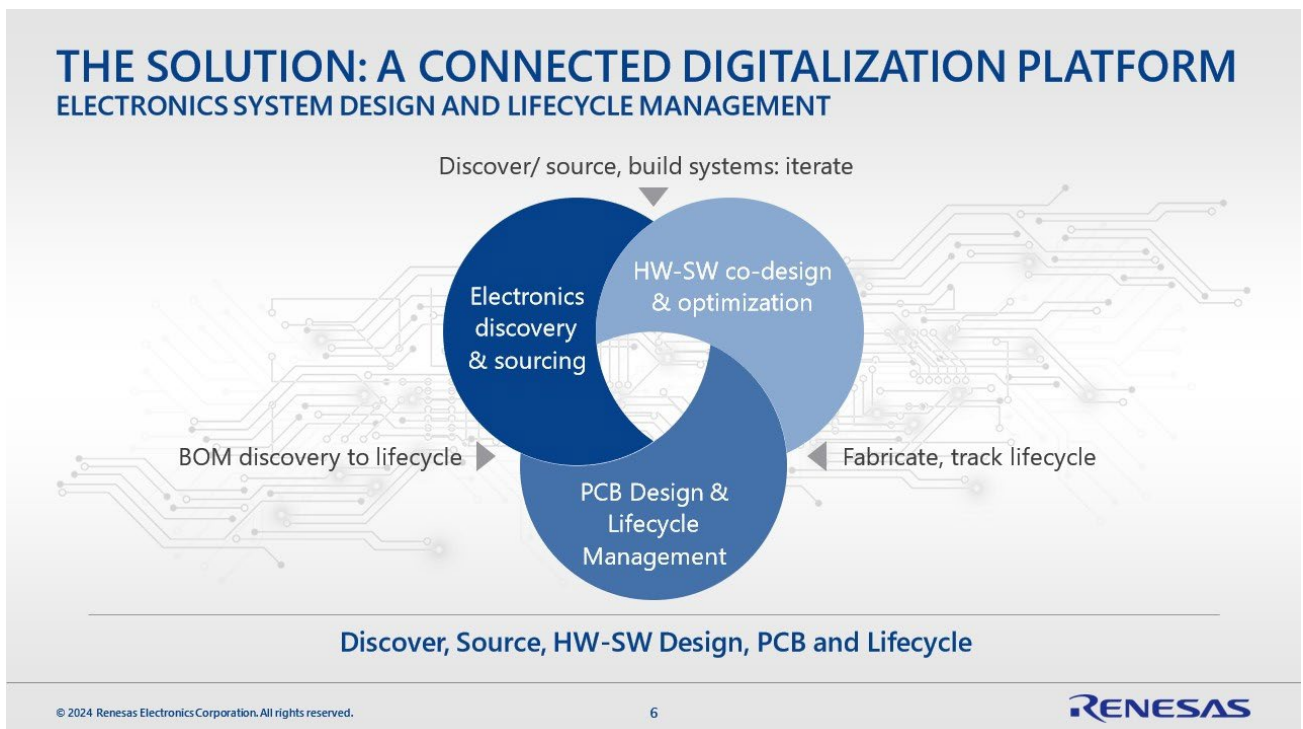 THE SOLUTION: A CONNECTED DIGITALIZATION PLATFORM
ELECTRONICS SYSTEM DESIGN AND LIFECYCLE MANAGEMENT
Discover/ source, build systems: iterate
Electronics
discovery
& sourcing
HW-SW co-design
& optimization
BOM discovery to lifecycle
Fabricate, track lifecycle
PCB Design &
Lifecycle
Management
Discover, Source, HW-SW Design, PCB and Lifecycle
© 2024 Renesas Electronics Corporation. All rights reserved.
6
RENESAS